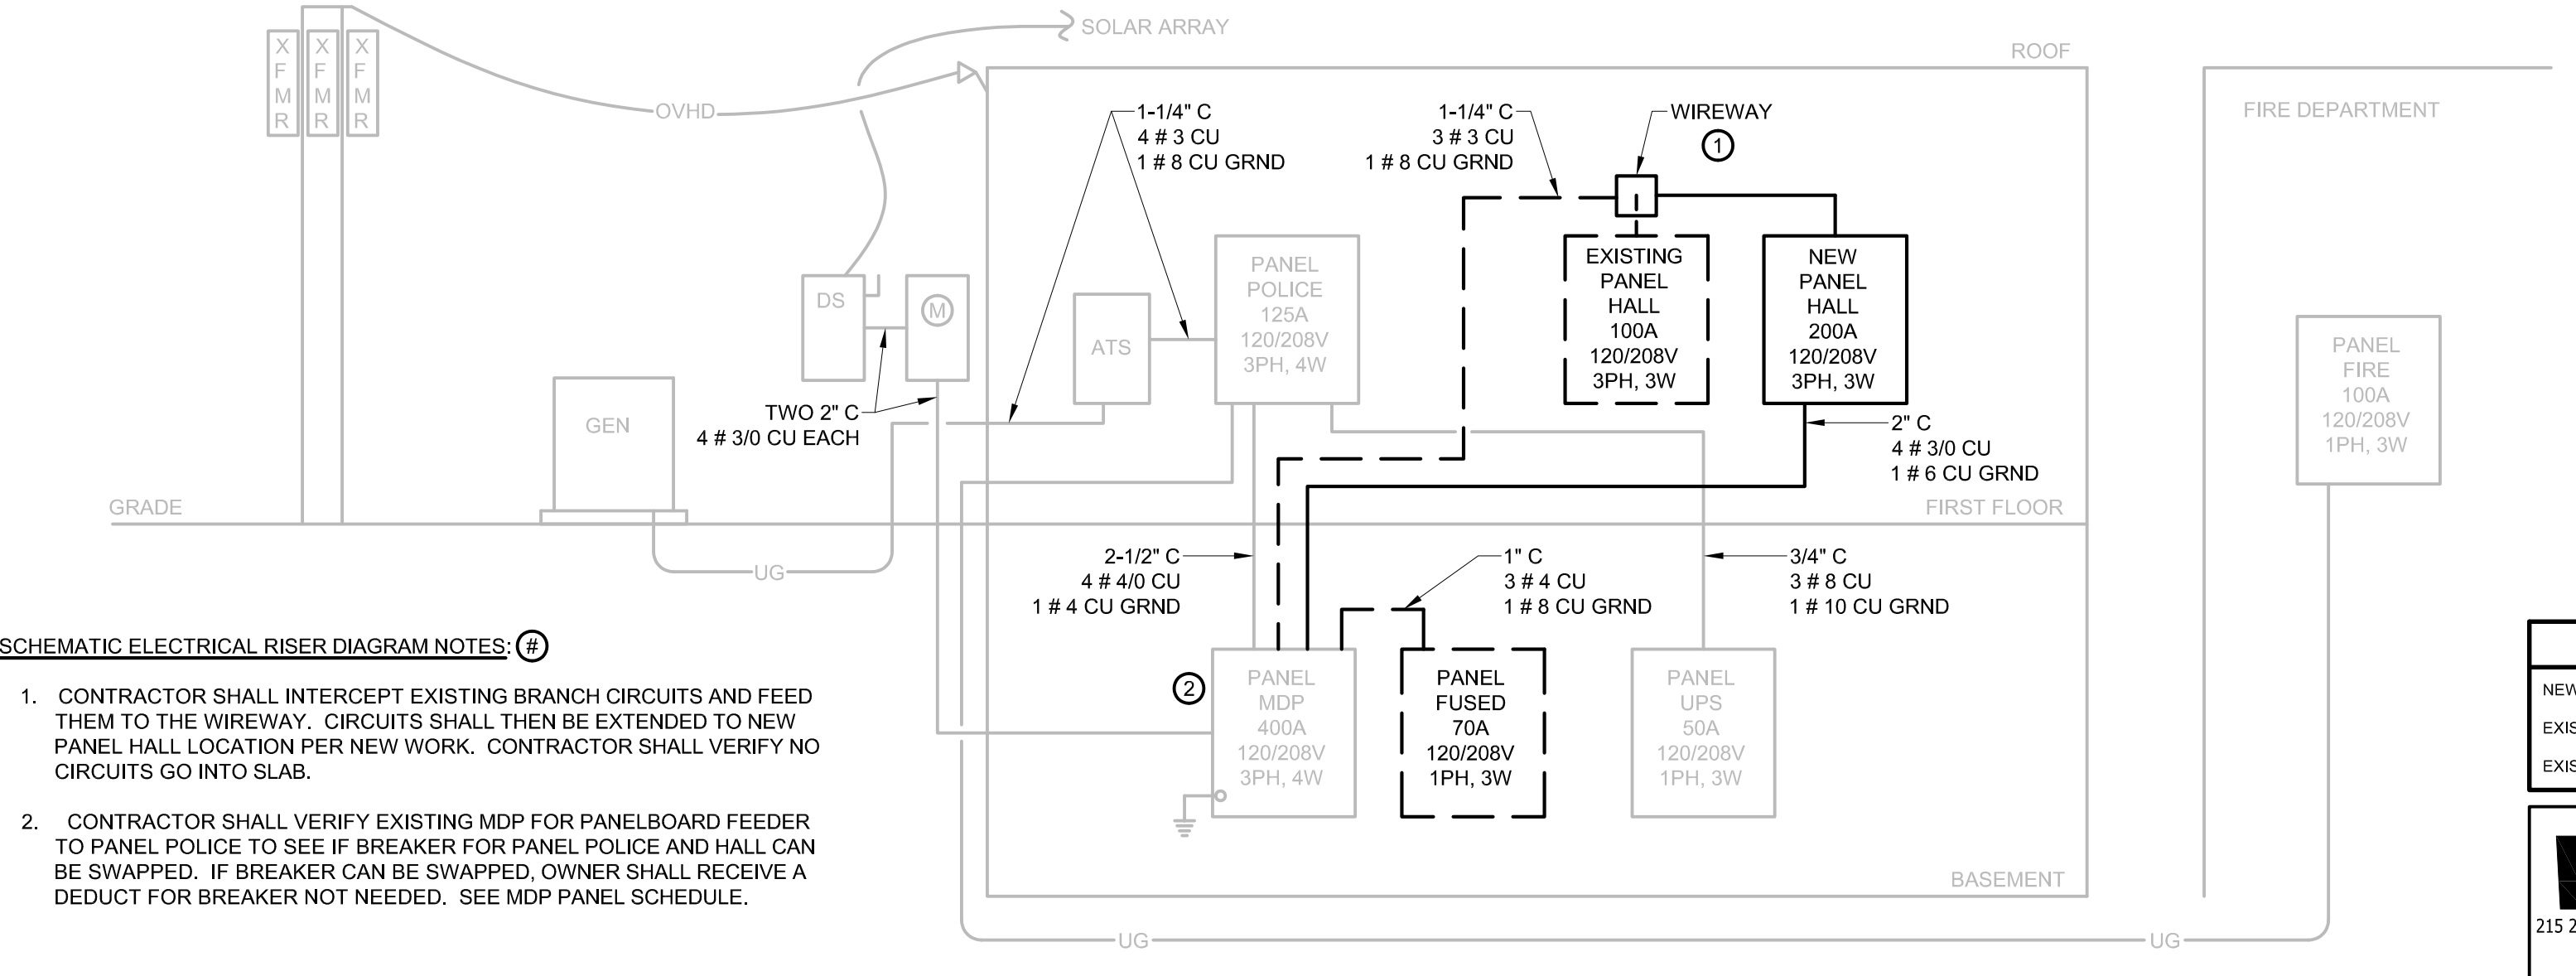 SOLAR ARRAY
ROOF
X
F
M
R
X
F
M
R
X
F
M
R
OVHD
1-1/4" C
4 # 3 CU
1 # 8 CU GRND
1-1/4" C
3 # 3 CU
1 # 8 CU GRND
WIREWAY
1
FIRE DEPARTMENT
DS
M
ATS
PANEL
POLICE
125A
120/208V
3PH, 4W
EXISTING
PANEL
HALL
100A
120/208V
3PH, 3W
NEW
PANEL
HALL
200A
120/208V
3PH, 3W
PANEL
FIRE
100A
120/208V
1PH, 3W
GEN
TWO 2" C
4 # 3/0 CU EACH
2" C
4 # 3/0 CU
1 # 6 CU GRND
GRADE
FIRST FLOOR
UG
2-1/2" C
4 # 4/0 CU
1 # 4 CU GRND
1" C
3 # 4 CU
1 # 8 CU GRND
3/4" C
3 # 8 CU
1 # 10 CU GRND
2
PANEL
MDP
400A
120/208V
3PH, 4W
PANEL
FUSED
70A
120/208V
1PH, 3W
PANEL
UPS
50A
120/208V
1PH, 3W
BASEMENT
UG
UG
SCHEMATIC ELECTRICAL RISER DIAGRAM NOTES: #
1. CONTRACTOR SHALL INTERCEPT EXISTING BRANCH CIRCUITS AND FEED
THEM TO THE WIREWAY. CIRCUITS SHALL THEN BE EXTENDED TO NEW
PANEL HALL LOCATION PER NEW WORK. CONTRACTOR SHALL VERIFY NO
CIRCUITS GO INTO SLAB.
2. CONTRACTOR SHALL VERIFY EXISTING MDP FOR PANELBOARD FEEDER
TO PANEL POLICE TO SEE IF BREAKER FOR PANEL POLICE AND HALL CAN
BE SWAPPED. IF BREAKER CAN BE SWAPPED, OWNER SHALL RECEIVE A
DEDUCT FOR BREAKER NOT NEEDED. SEE MDP PANEL SCHEDULE.
NEW
EXIS
EXIS
215 2